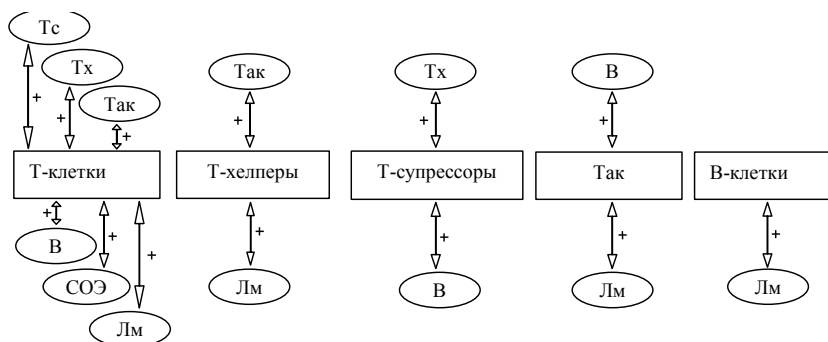 Тс
Тх
Так
Так
Тх
В
+
+
+
+
+
+
Т-клетки
Т-хелперы
Т-супрессоры
Так
В-клетки
+
+
+
+
+
+
+
В
СОЭ
Лм
Лм
В
Лм
Лм